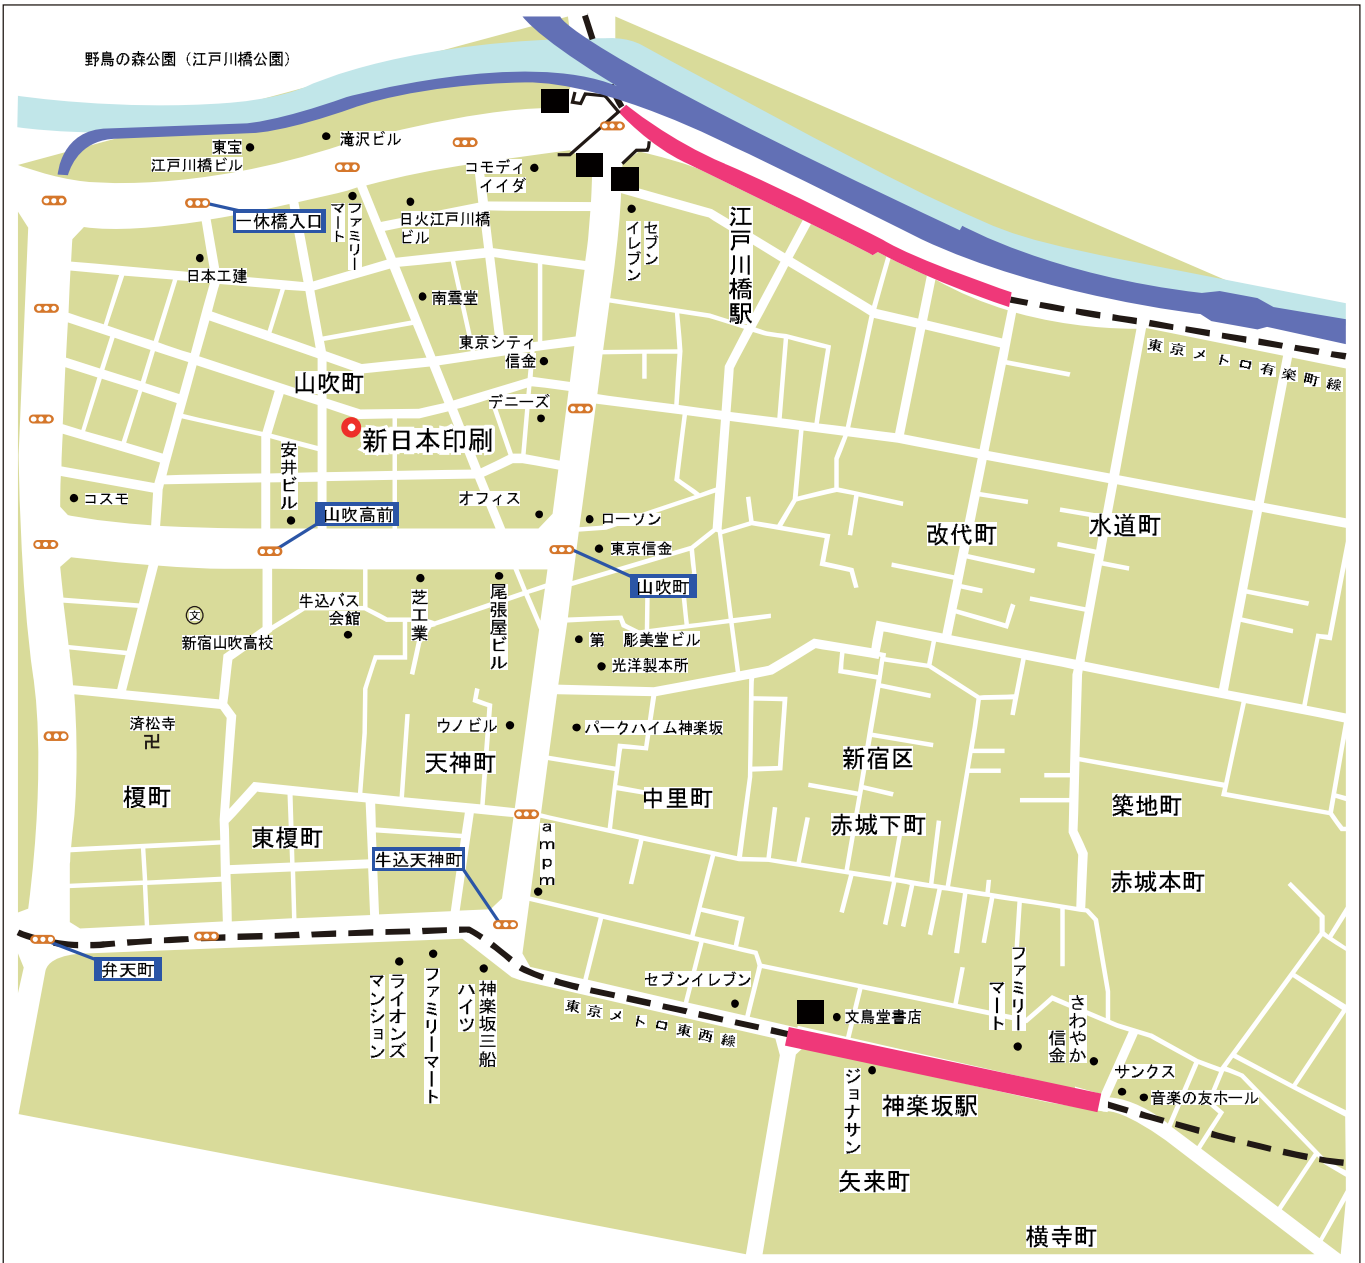 野鳥の森公園（江戸川橋公園）
東宝
江戸川橋ビル
滝沢ビル
コモディ
イイダ
一休橋入口
ファミリー
マート
日火江戸川橋
ビル
セブン
イレブン
江戸川橋駅
日本工建
南雲堂
東京シティ
信金
東京メトロ有楽町線
山吹町
デニーズ
新日本印刷
安井ビル
コスモ
オフィス
山吹高前
ローソン
東京信金
改代町
水道町
山吹町
牛込バス
会館
芝工業
尾張屋ビル
文
新宿山吹高校
第 彫美堂ビル
光洋製本所
済松寺
卍
ウノビル
パークハイム神楽坂
天神町
新宿区
榎町
中里町
築地町
東榎町
赤城下町
牛込天神町
ampm
赤城本町
弁天町
ライオンズ
マンション
ファミリーマート
神楽坂三船
ハイツ
セブンイレブン
東京メトロ東西線
文鳥堂書店
ファミリー
マート
さわやか
信金
ジョナサン
神楽坂駅
サンクス
音楽の友ホール
矢来町
横寺町